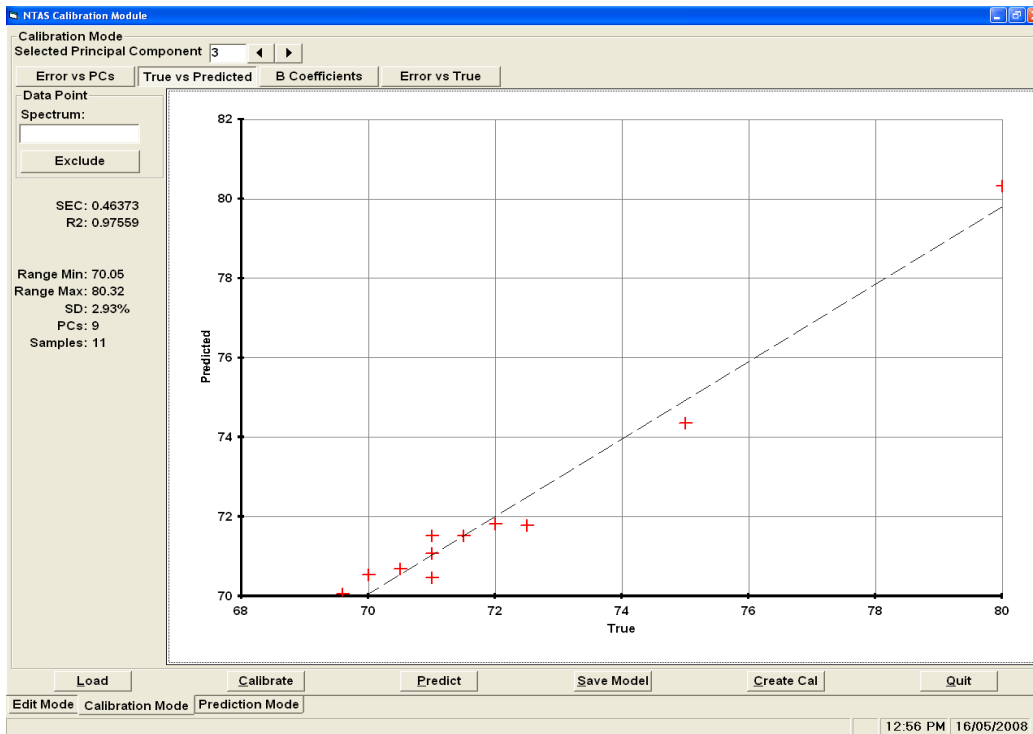 NTAS Calibration Module
Calibration Mode
Selected Principal Component 3
Error vs PCs True vs Predicted B Coefficients Error vs True
Data Point
Spectrum:
Exclude
SEC: 0.46373
R2: 0.97559
Range Min: 70.05
Range Max: 80.32
SD: 2.93%
PCs: 9
Samples: 11
82
80
78
76
74
72
70
Predicted
68 70 72 74 76 78 80
True
Load Calibrate Predict Save Model Create Cal Quit
Edit Mode Calibration Mode Prediction Mode
12:56 PM 16/05/2008